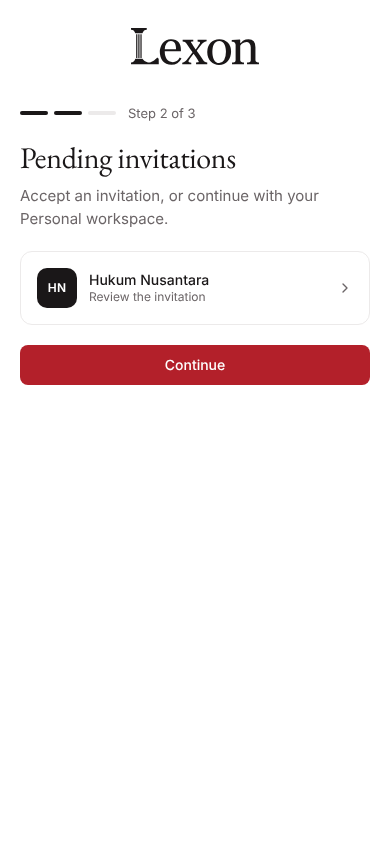 Lexon
Step 2 of 3
Pending invitations
Accept an invitation, or continue with your
Personal workspace.
HN
Hukum Nusantara
Review the invitation
Continue